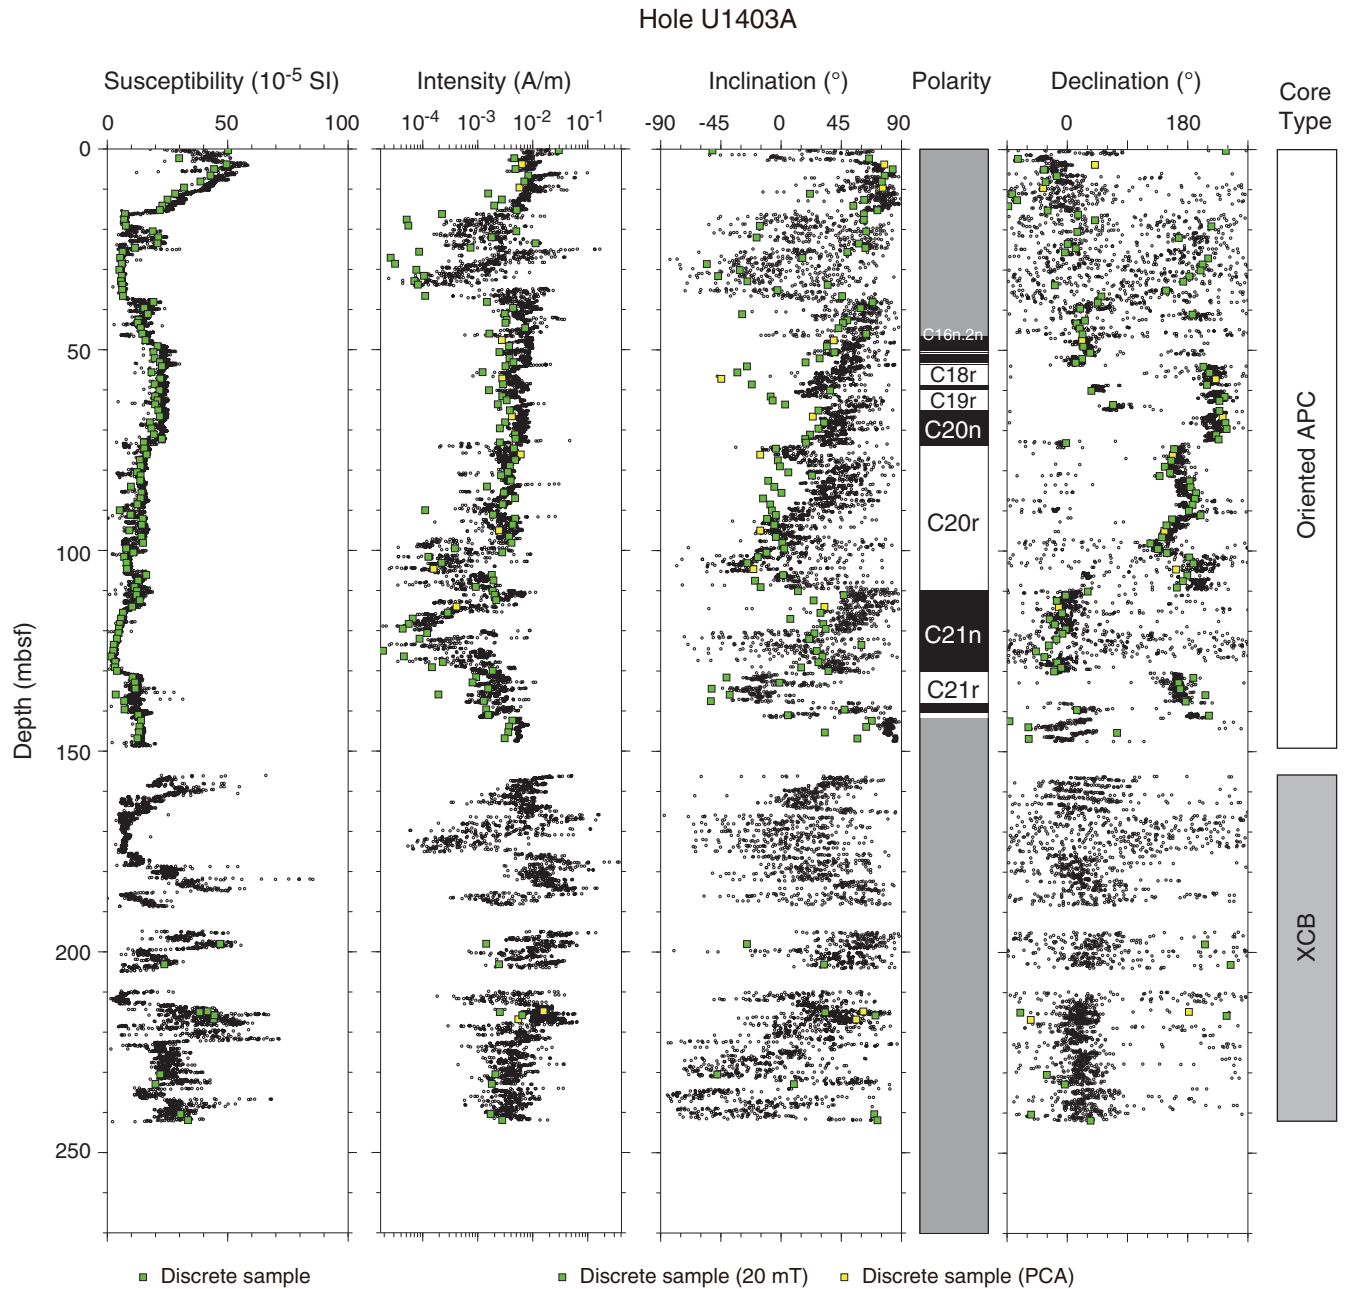 Hole U1403A
Susceptibility (10-5 SI)
Intensity (A/m)
Inclination (°)
Polarity
Declination (°)
Core
Type
0 50 100
10-4 10-3 10-2 10-1
-90 -45 0 45 90
0 180
0
50
100
150
200
250
Depth (mbsf)
C16n.2n
C18r
C19r
C20n
C20r
C21n
C21r
Oriented APC
XCB
Discrete sample
Discrete sample (20 mT)
Discrete sample (PCA)